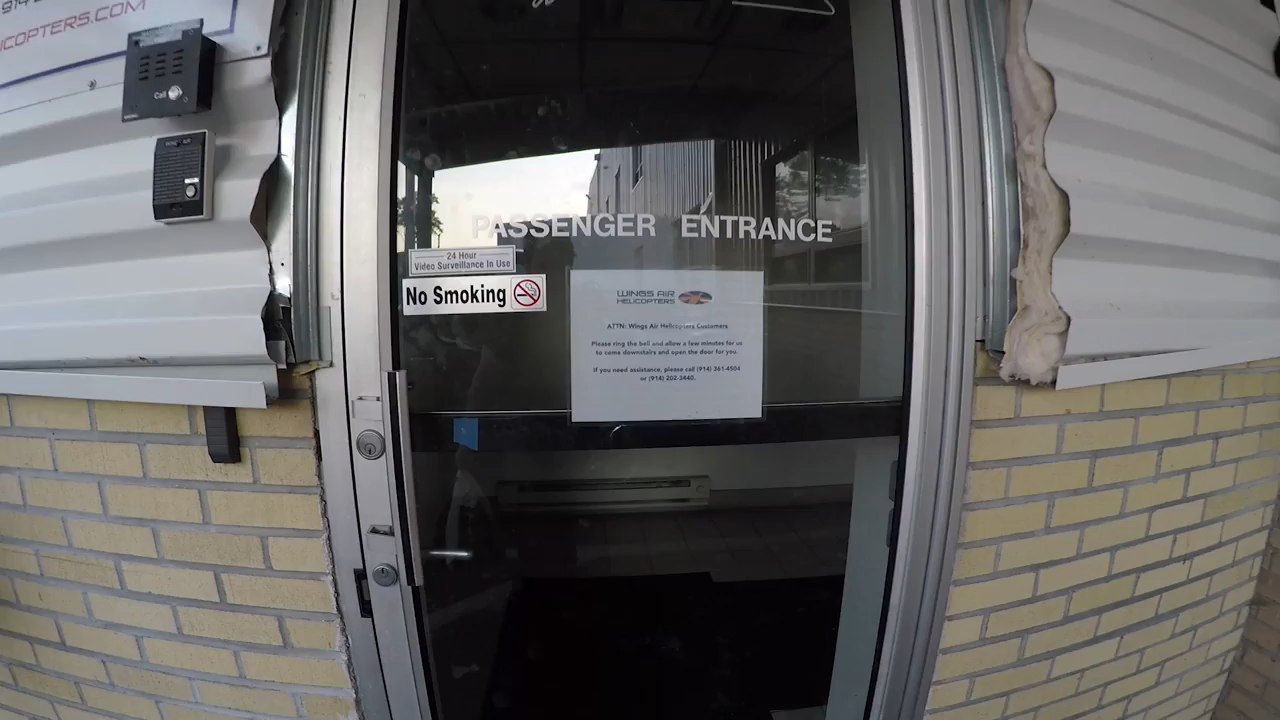 914
ICOPTERS.COM
Call
PASSENGER ENTRANCE
24 Hour
Video Surveillance In Use
No Smoking
WINGS AIR
HELICOPTERS
ATTN: Wings Air Helicopters Customers
Please ring the bell and allow a few minutes for us
to come downstairs and open the door for you.
If you need assistance, please call (914) 361-4504
or (914) 202-3440.